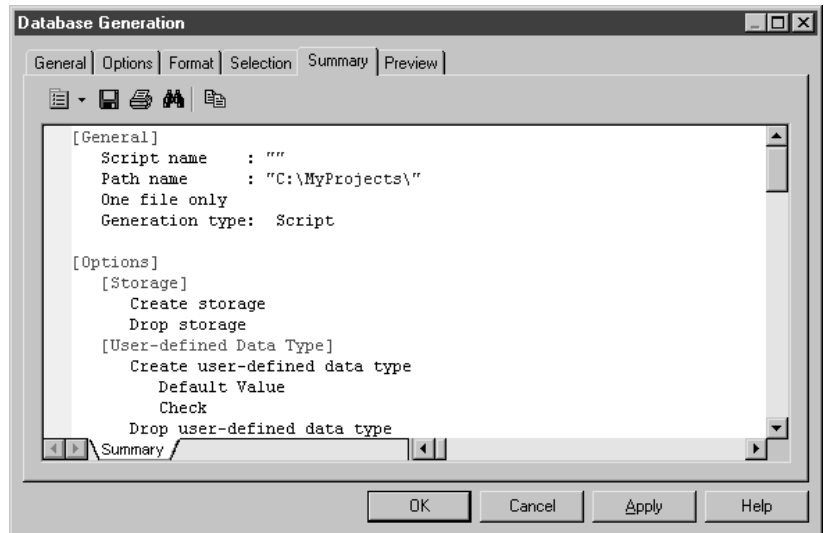 Database Generation
General Options Format Selection Summary Preview
[General]
Script name : ""
Path name : "C:\MyProjects\"
One file only
Generation type: Script
[Options]
[Storage]
Create storage
Drop storage
[User-defined Data Type]
Create user-defined data type
Default Value
Check
Drop user-defined data type
Summary
OK Cancel Apply Help